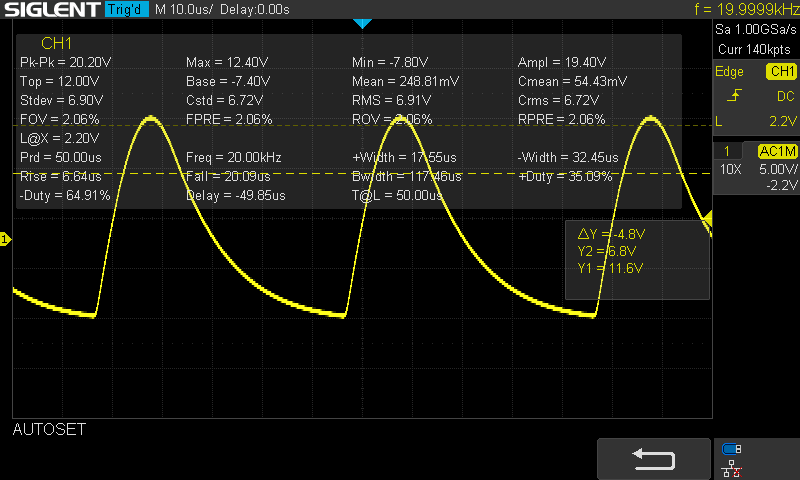 SIGLENT Trig'd M 10.0us/ Delay:0.00s f = 19.9999kHz
Sa 1.00GSa/s
Curr 140kpts
CH1
Pk-Pk = 20.20V Max = 12.40V Min = -7.80V Ampl = 19.40V
Top = 12.00V Base = -7.40V Mean = 248.81mV Cmean = 54.43mV
Stdev = 6.90V Cstd = 6.72V RMS = 6.91V Crms = 6.72V
FOV = 2.06% FPRE = 2.06% ROV = 2.06% RPRE = 2.06%
L@X = 2.20V
Prd = 50.00us Freq = 20.00kHz +Width = 17.55us -Width = 32.45us
Rise = 6.64us Fall = 20.09us Bwidth = 117.46us +Duty = 35.09%
-Duty = 64.91% Delay = -49.85us T@L = 50.00us
Edge CH1
DC
L 2.2V
1 AC1M
10X 5.00V/
-2.2V
△Y = -4.8V
Y2 = 6.8V
Y1 = 11.6V
1
AUTOSET